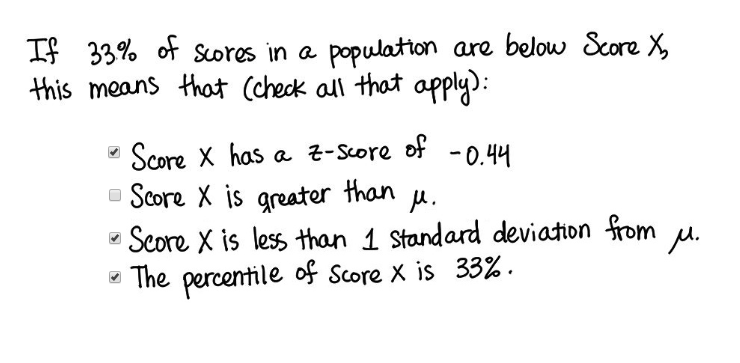 If 33% of scores in a population are below Score X,
this means that (check all that apply):
Score X has a z-score of -0.44
Score X is greater than μ.
Score X is less than 1 standard deviation from μ.
The percentile of Score X is 33%.